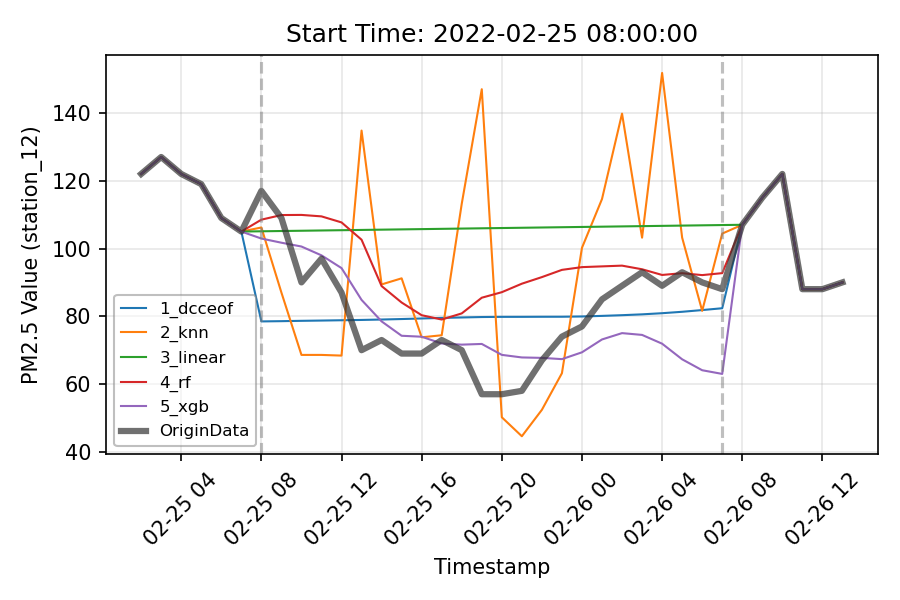 Start Time: 2022-02-25 08:00:00
PM2.5 Value (station_12)
140
120
100
80
60
40
1_dcceof
2_knn
3_linear
4_rf
5_xgb
OriginData
02-25 04
02-25 08
02-25 12
02-25 16
02-25 20
02-26 00
02-26 04
02-26 08
02-26 12
Timestamp